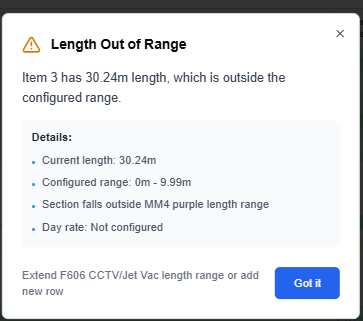 Length Out of Range
Item 3 has 30.24m length, which is outside the
configured range.
Details:
• Current length: 30.24m
• Configured range: 0m - 9.99m
• Section falls outside MM4 purple length range
• Day rate: Not configured
Extend F606 CCTV/Jet Vac length range or add
new row
Got it